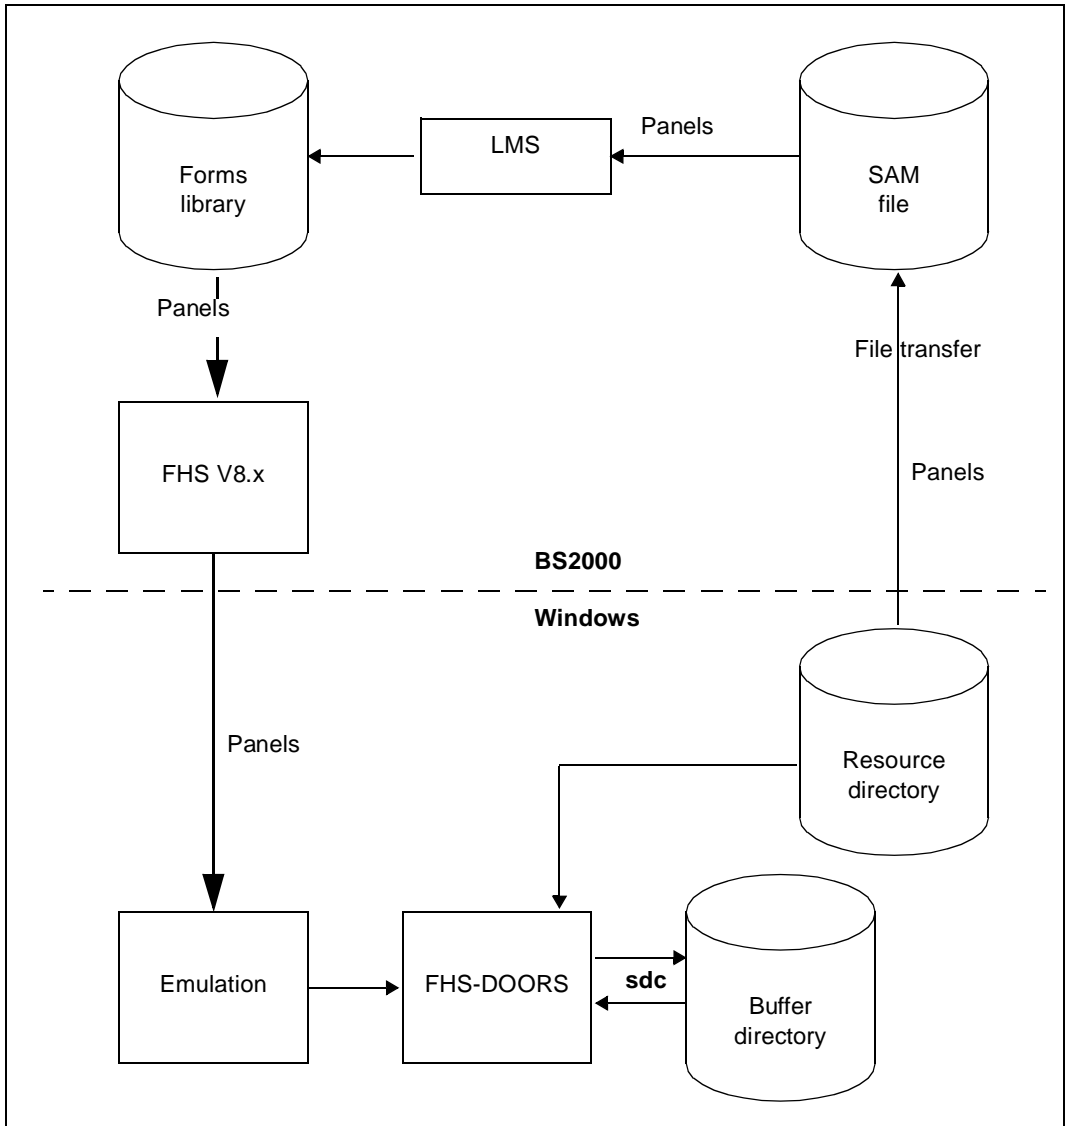 LMS
Panels
Forms
library
SAM
file
Panels
File transfer
FHS V8.x
Panels
BS2000
Windows
Panels
Resource
directory
Emulation
FHS-DOORS
sdc
Buffer
directory